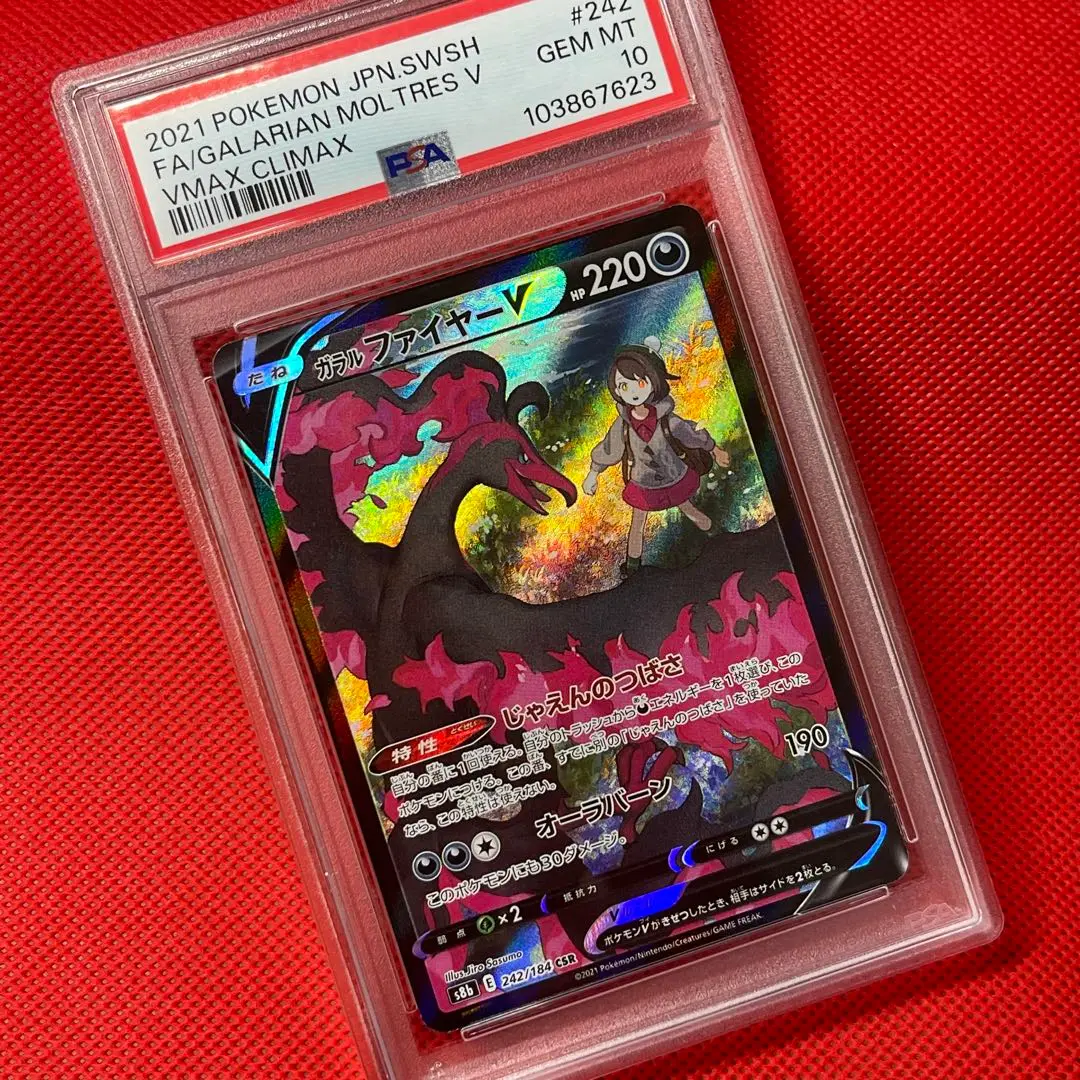 2021 POKEMON JPN.SWSH
#242
FA/GALARIAN MOLTRES V
GEM MT
VMAX CLIMAX
10
103867623
PSA
たね
ガラル ファイヤーV
HP 220
特性
とくせい
じゃえんのつばさ
自分の番に1回使える。自分のトラッシュからエネルギーを1枚選び、この
ポケモンにつける。この番、すでに別の「じゃえんのつばさ」を使っていた
なら、この特性は使えない。
オーラバーン
190
このポケモンにも30ダメージ。
弱点
×2
抵抗力
にげる
ポケモンVがきぜつしたとき、相手はサイドを2枚とる。
Illus. Jiro Sasumo
s8b E 242/184 CSR
©2021 Pokémon/Nintendo/Creatures/GAME FREAK.